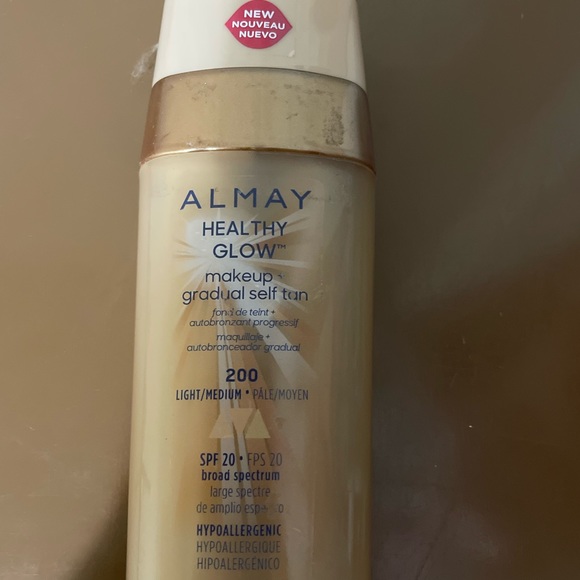 NEW
NOUVEAU
NUEVO
ALMAY
HEALTHY
GLOW™
makeup +
gradual self tan
fond de teint +
autobronzant progressif
maquillaje +
autobronceador gradual
200
LIGHT/MEDIUM • PÂLE/MOYEN
SPF 20 • FPS 20
broad spectrum
large spectre
de amplio espectro
HYPOALLERGENIC
HYPOALLERGIQUE
HIPOALERGÉNICO